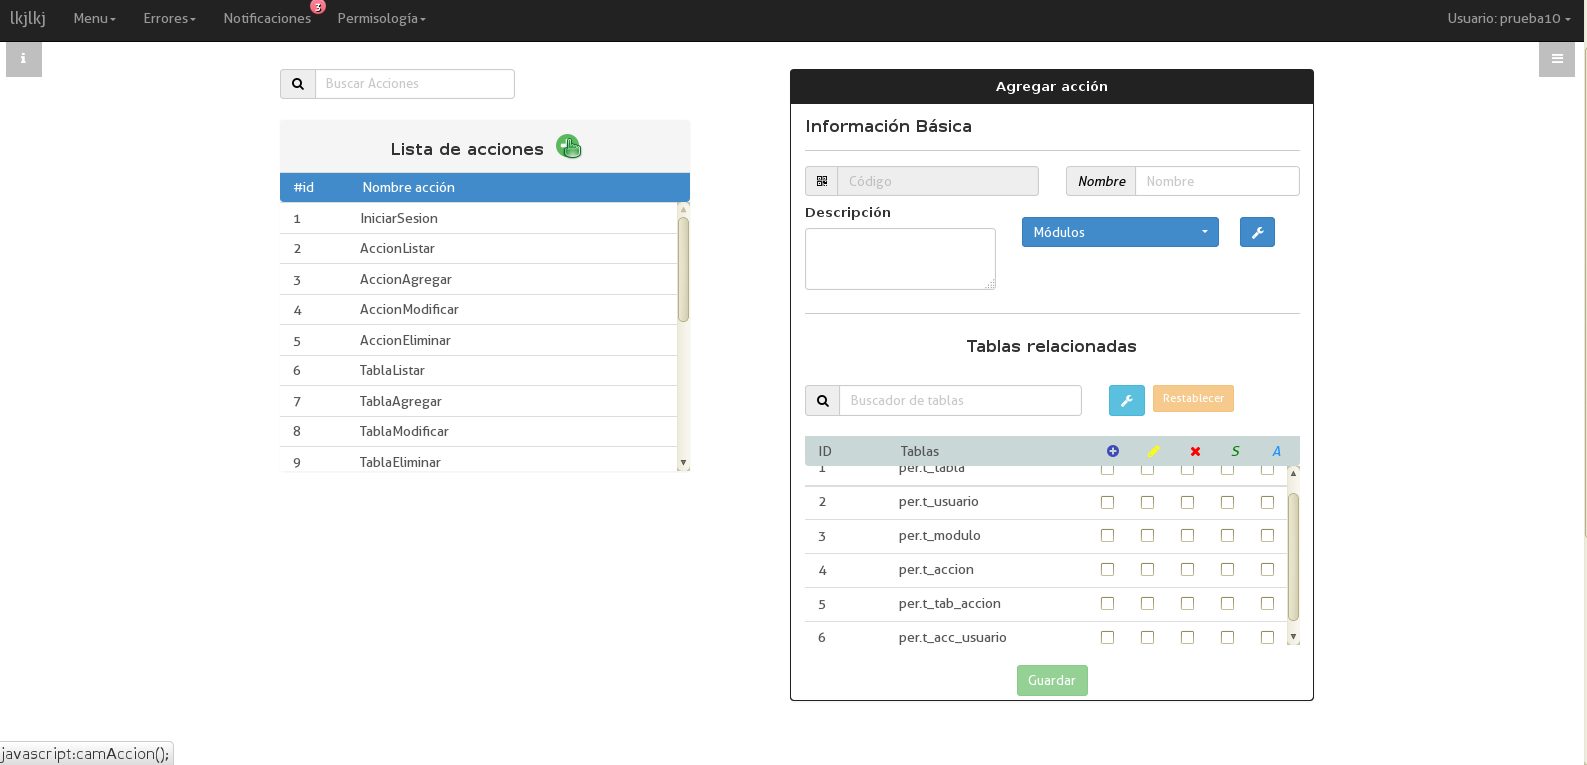 lkjlkj Menu Errores Notificaciones 3 Permisología Usuario: prueba10
Buscar Acciones
Lista de acciones
#id Nombre acción
1 IniciarSesion
2 AccionListar
3 AccionAgregar
4 AccionModificar
5 AccionEliminar
6 TablaListar
7 TablaAgregar
8 TablaModificar
9 TablaEliminar
Agregar acción
Información Básica
Código Nombre Nombre
Descripción
Módulos
Tablas relacionadas
Buscador de tablas Restablecer
ID Tablas S A
1 per.t_tabla
2 per.t_usuario
3 per.t_modulo
4 per.t_accion
5 per.t_tab_accion
6 per.t_acc_usuario
Guardar
javascript:camAccion();